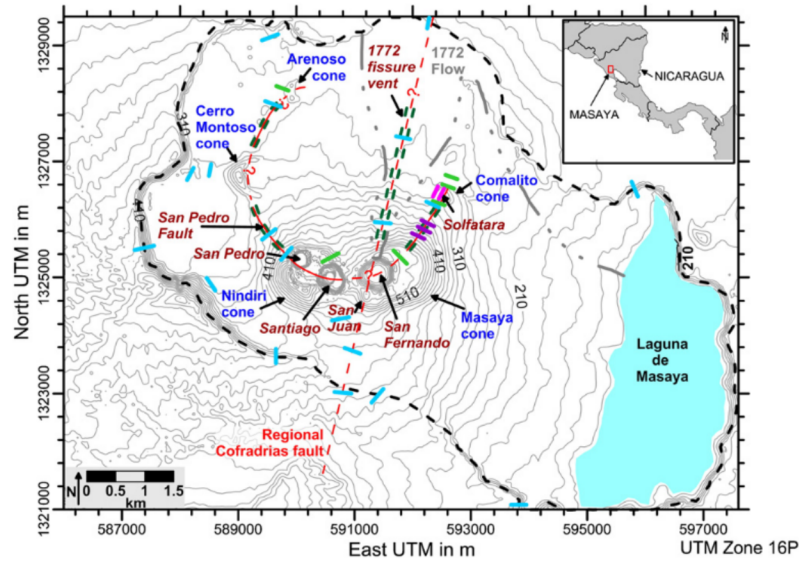 1329000
1327000
1325000
1323000
1321000
North UTM in m
Arenoso
cone
1772
fissure
vent
1772
Flow
N
NICARAGUA
MASAYA
Cerro
Montoso
cone
310
?
?
?
Comalito
cone
Solfatara
San Pedro
Fault
San Pedro
410
410
310
210
210
510
Nindiri
cone
Santiago
San
Juan
San
Fernando
Masaya
cone
Laguna
de
Masaya
Regional
Cofradrias fault
N
0 0.5 1 1.5
km
587000 589000 591000 593000 595000 597000
East UTM in m
UTM Zone 16P